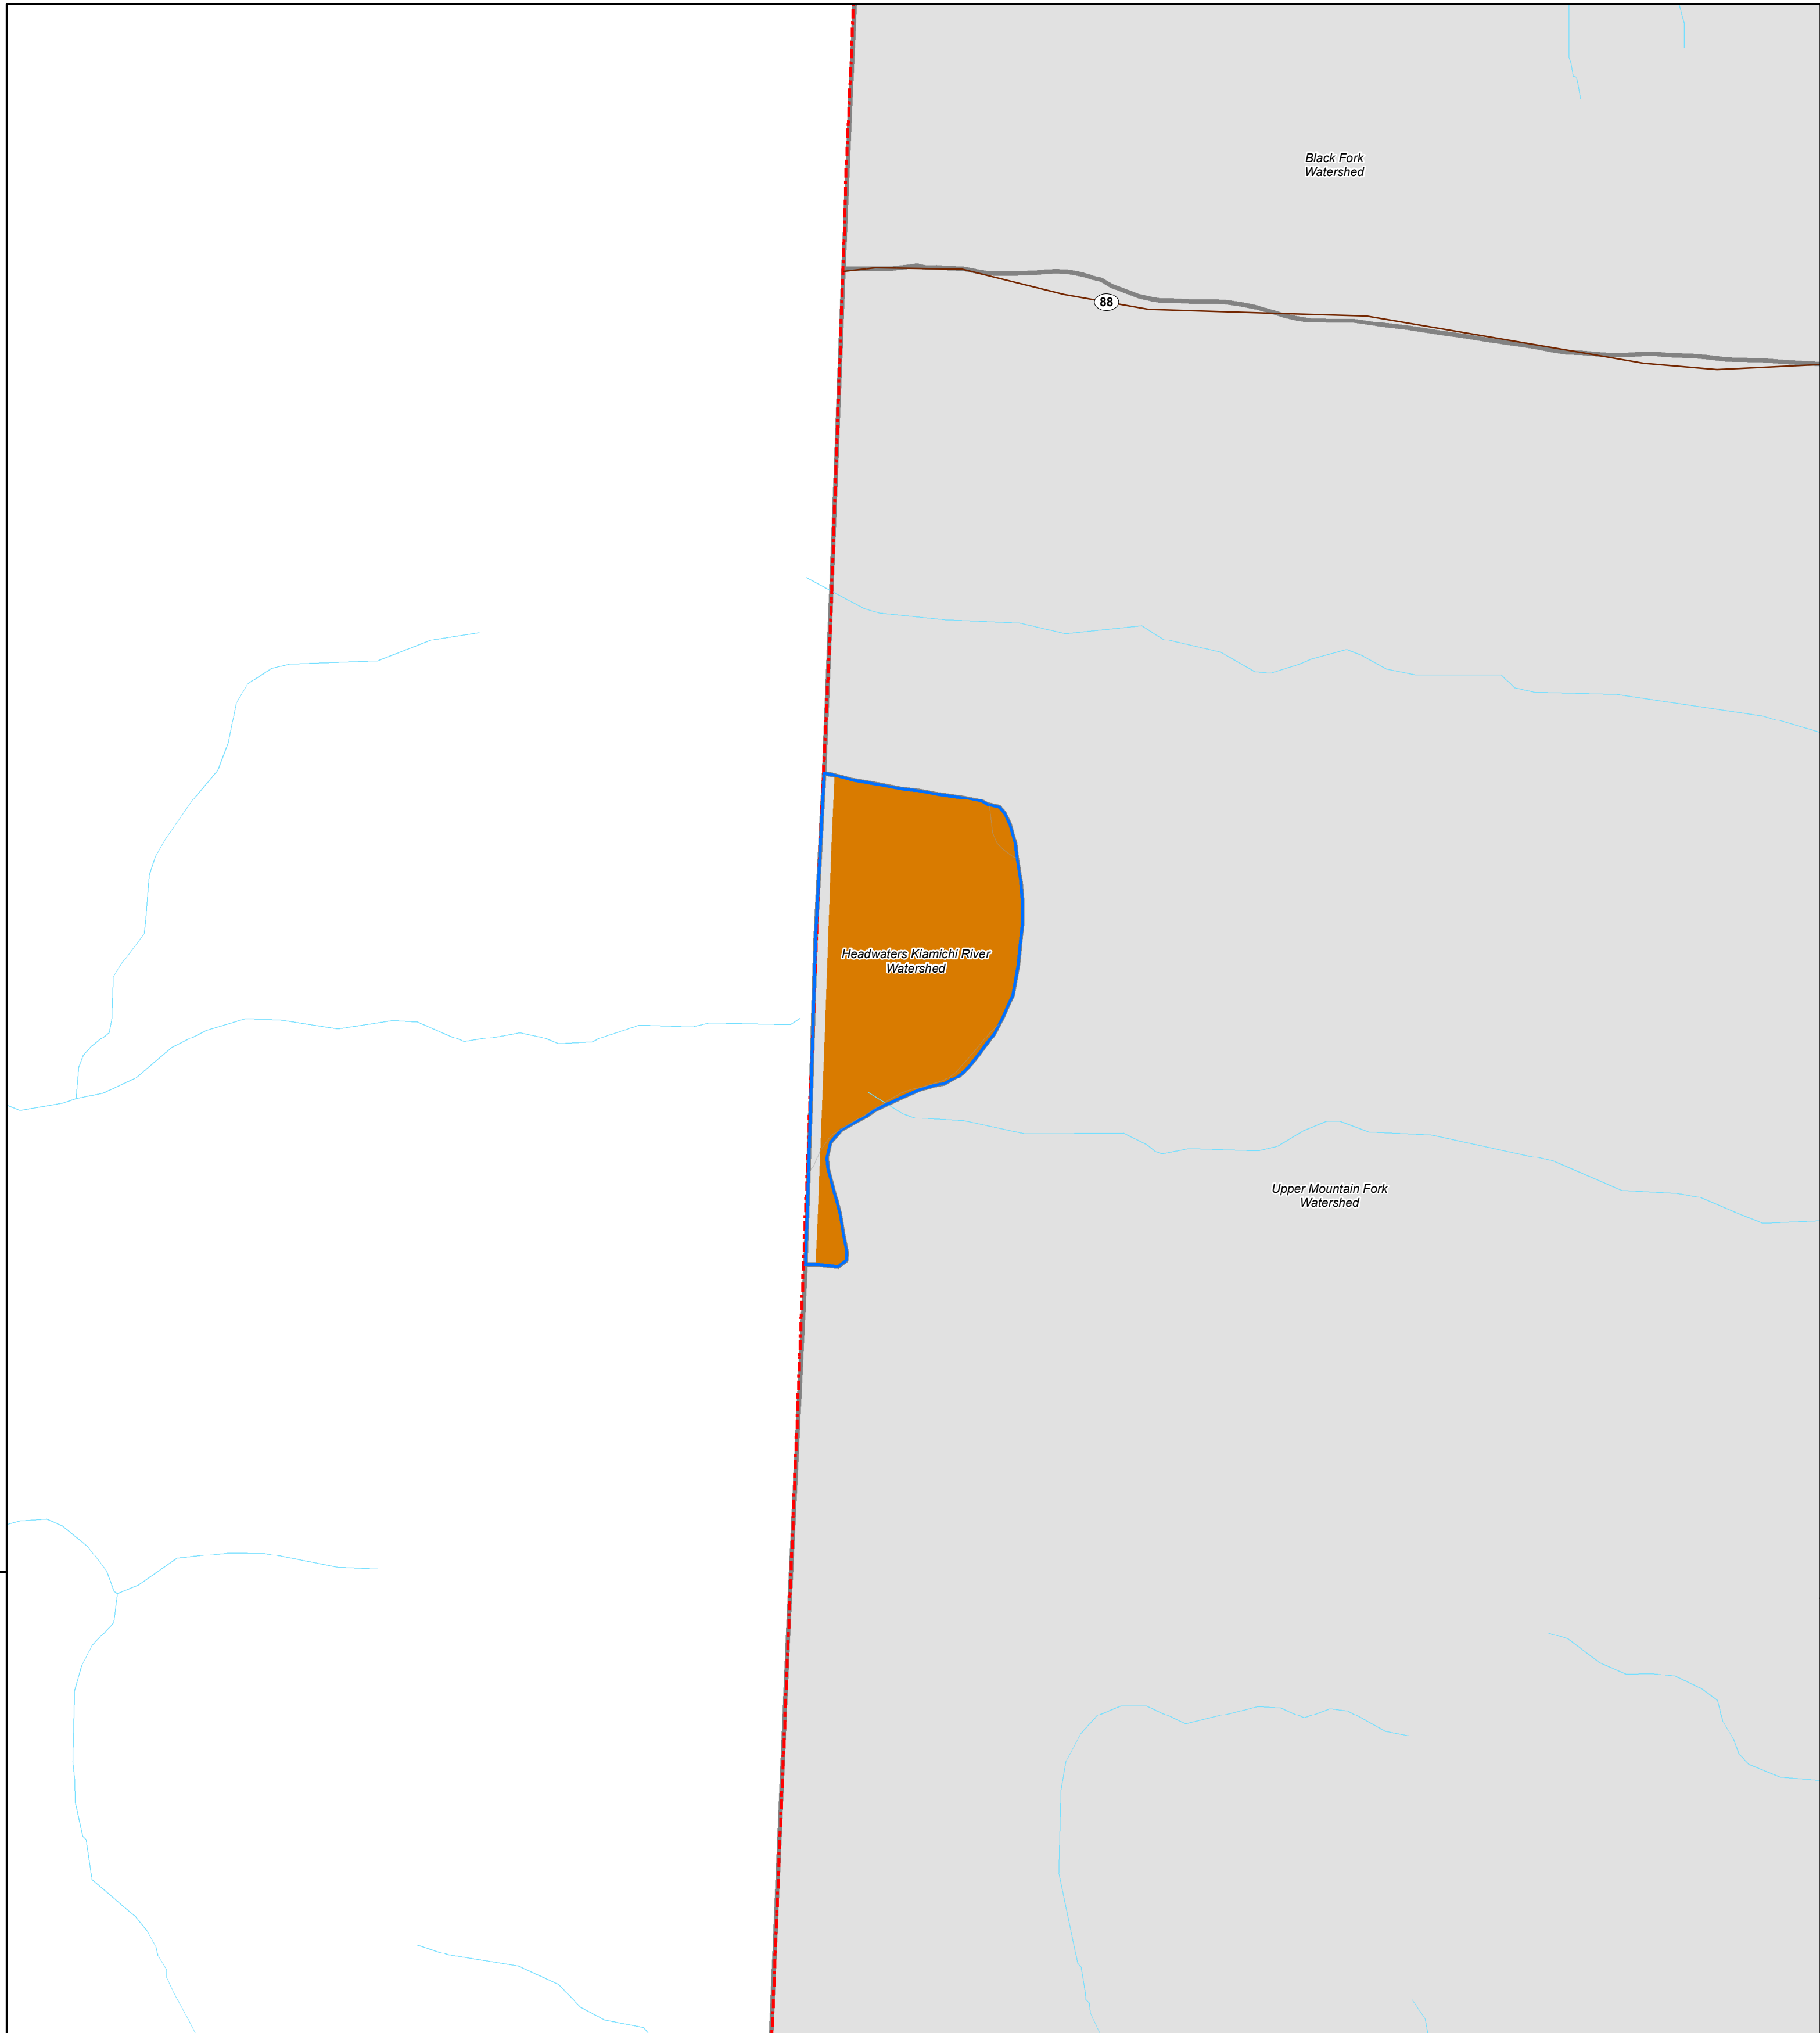 Black Fork
Watershed
88
Headwaters Kiamichi River
Watershed
Upper Mountain Fork
Watershed